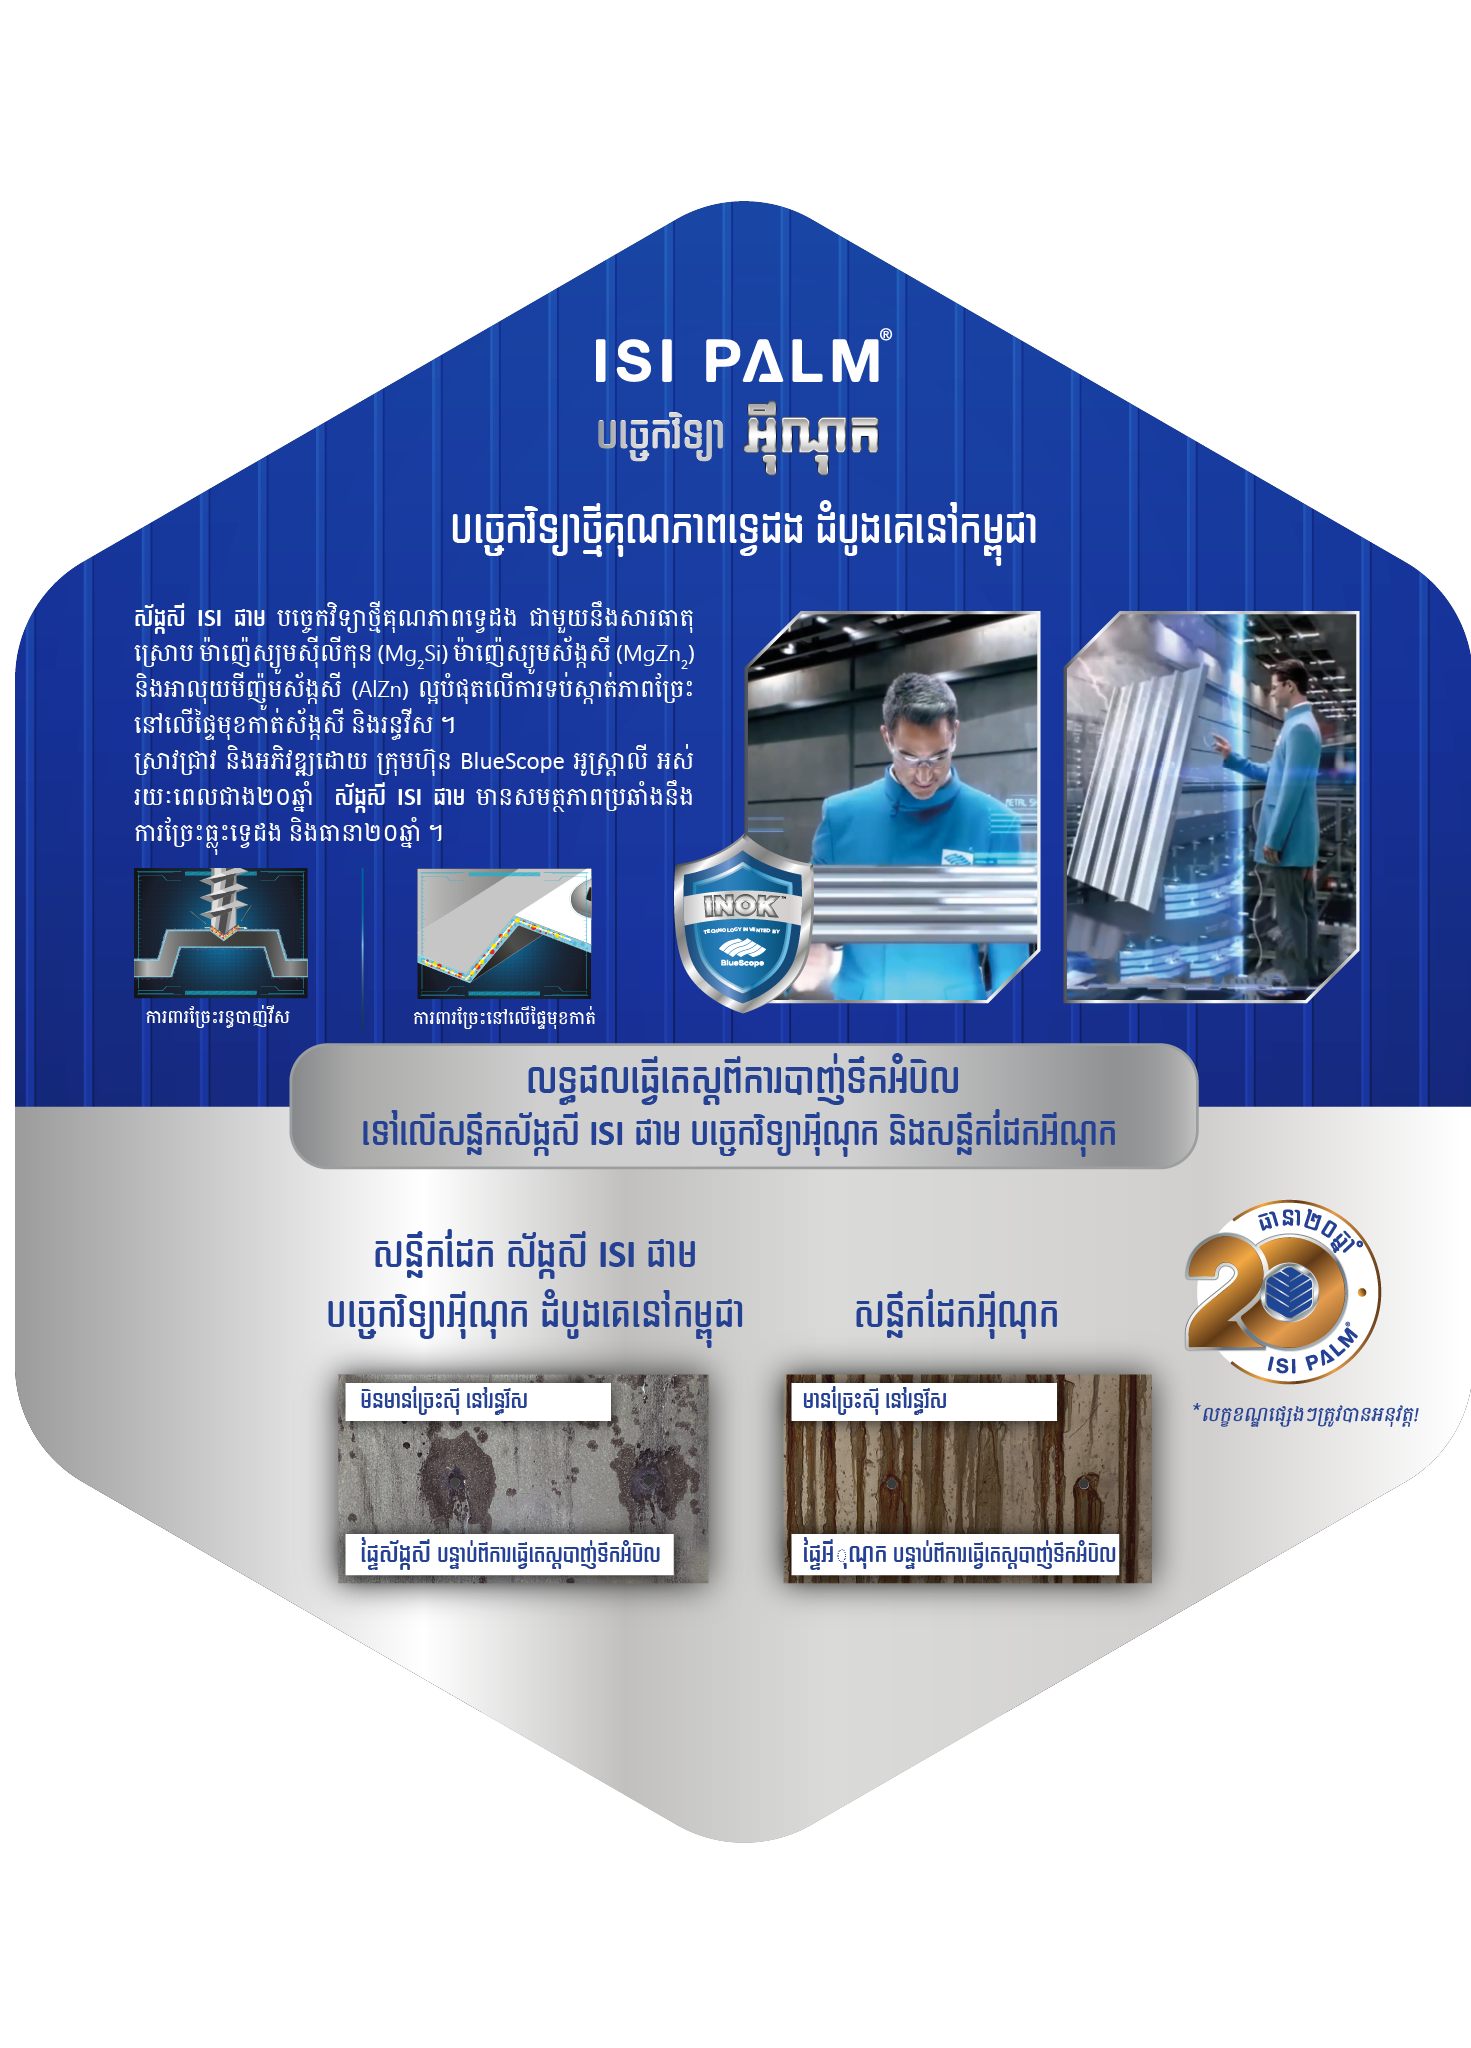 ISI PALM®
បច្ចេកវិទ្យា អ៊ីណុក
បច្ចេកវិទ្យាថ្មីគុណភាពទ្វេដង ដំបូងគេនៅកម្ពុជា
ស័ង្កសី ISI ផាម បច្ចេកវិទ្យាថ្មីគុណភាពទ្វេដង ជាមួយនឹងសារធាតុ
ស្រោប ម៉ាញ៉េស្យូមស៊ីលីកុន (Mg₂Si) ម៉ាញ៉េស្យូមស័ង្កសី (MgZn₂)
និងអាលុយមីញ៉ូមស័ង្កសី (AlZn) ល្អបំផុតលើការទប់ស្កាត់ភាពច្រែះ
នៅលើផ្ទៃមុខកាត់ស័ង្កសី និងរន្ធវីស ។
ស្រាវជ្រាវ និងអភិវឌ្ឍដោយ ក្រុមហ៊ុន BlueScope អូស្ត្រាលី អស់
រយៈពេលជាង២០ឆ្នាំ ស័ង្កសី ISI ផាម មានសមត្ថភាពប្រឆាំងនឹង
ការច្រែះធ្លុះទ្វេដង និងធានា២០ឆ្នាំ ។
INOK™
TECHNOLOGY INVENTED BY
BlueScope
ការពារច្រែះរន្ធបាញ់វីស
ការពារច្រែះនៅលើផ្ទៃមុខកាត់
លទ្ធផលធ្វើតេស្តពីការបាញ់ទឹកអំបិល
ទៅលើសន្លឹកស័ង្កសី ISI ផាម បច្ចេកវិទ្យាអ៊ីណុក និងសន្លឹកដែកអ៊ីណុក
សន្លឹកដែក ស័ង្កសី ISI ផាម
បច្ចេកវិទ្យាអ៊ីណុក ដំបូងគេនៅកម្ពុជា
សន្លឹកដែកអ៊ីណុក
ធានា២០ឆ្នាំ
20
ISI PALM®
*លក្ខខណ្ឌផ្សេងៗត្រូវបានអនុវត្ត!
មិនមានច្រែះស៊ី នៅរន្ធវីស
មានច្រែះស៊ី នៅរន្ធវីស
ផ្ទៃស័ង្កសី បន្ទាប់ពីការធ្វើតេស្តបាញ់ទឹកអំបិល
ផ្ទៃអីុណុក បន្ទាប់ពីការធ្វើតេស្តបាញ់ទឹកអំបិល